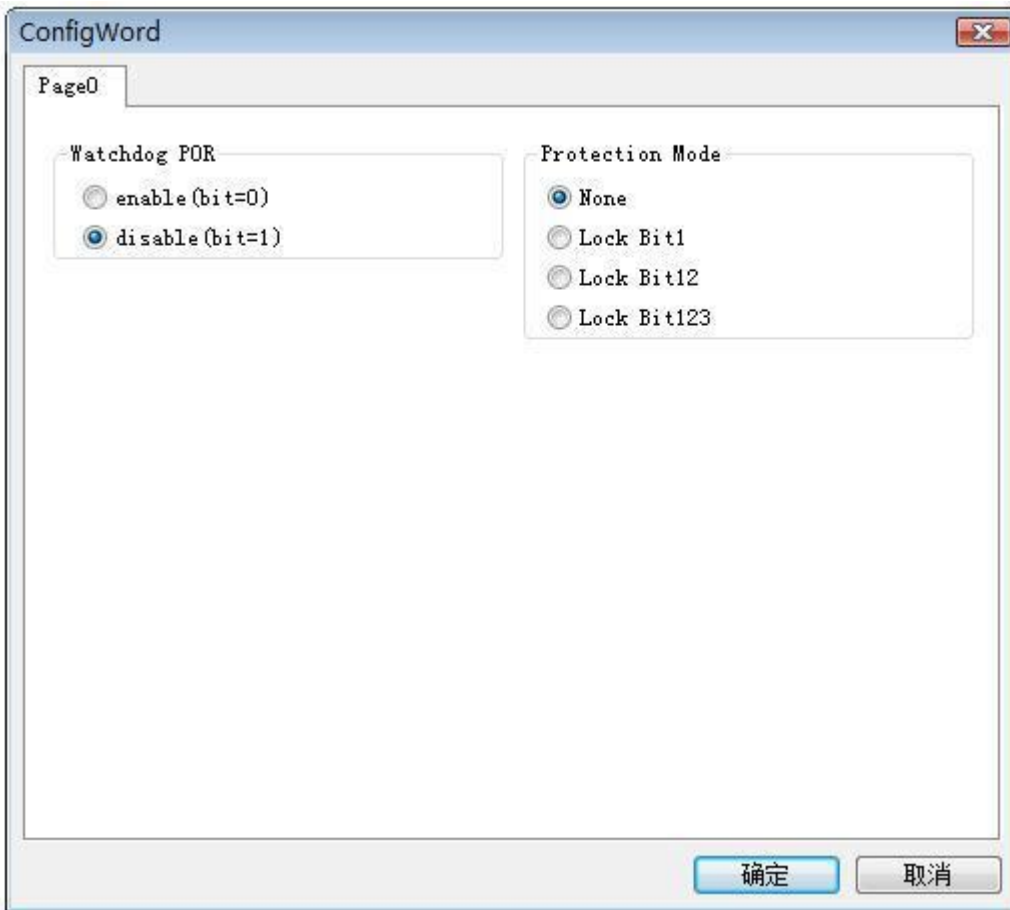 ConfigWord
Page0
Watchdog POR
enable(bit=0)
disable(bit=1)
Protection Mode
None
Lock Bit1
Lock Bit12
Lock Bit123
确定
取消